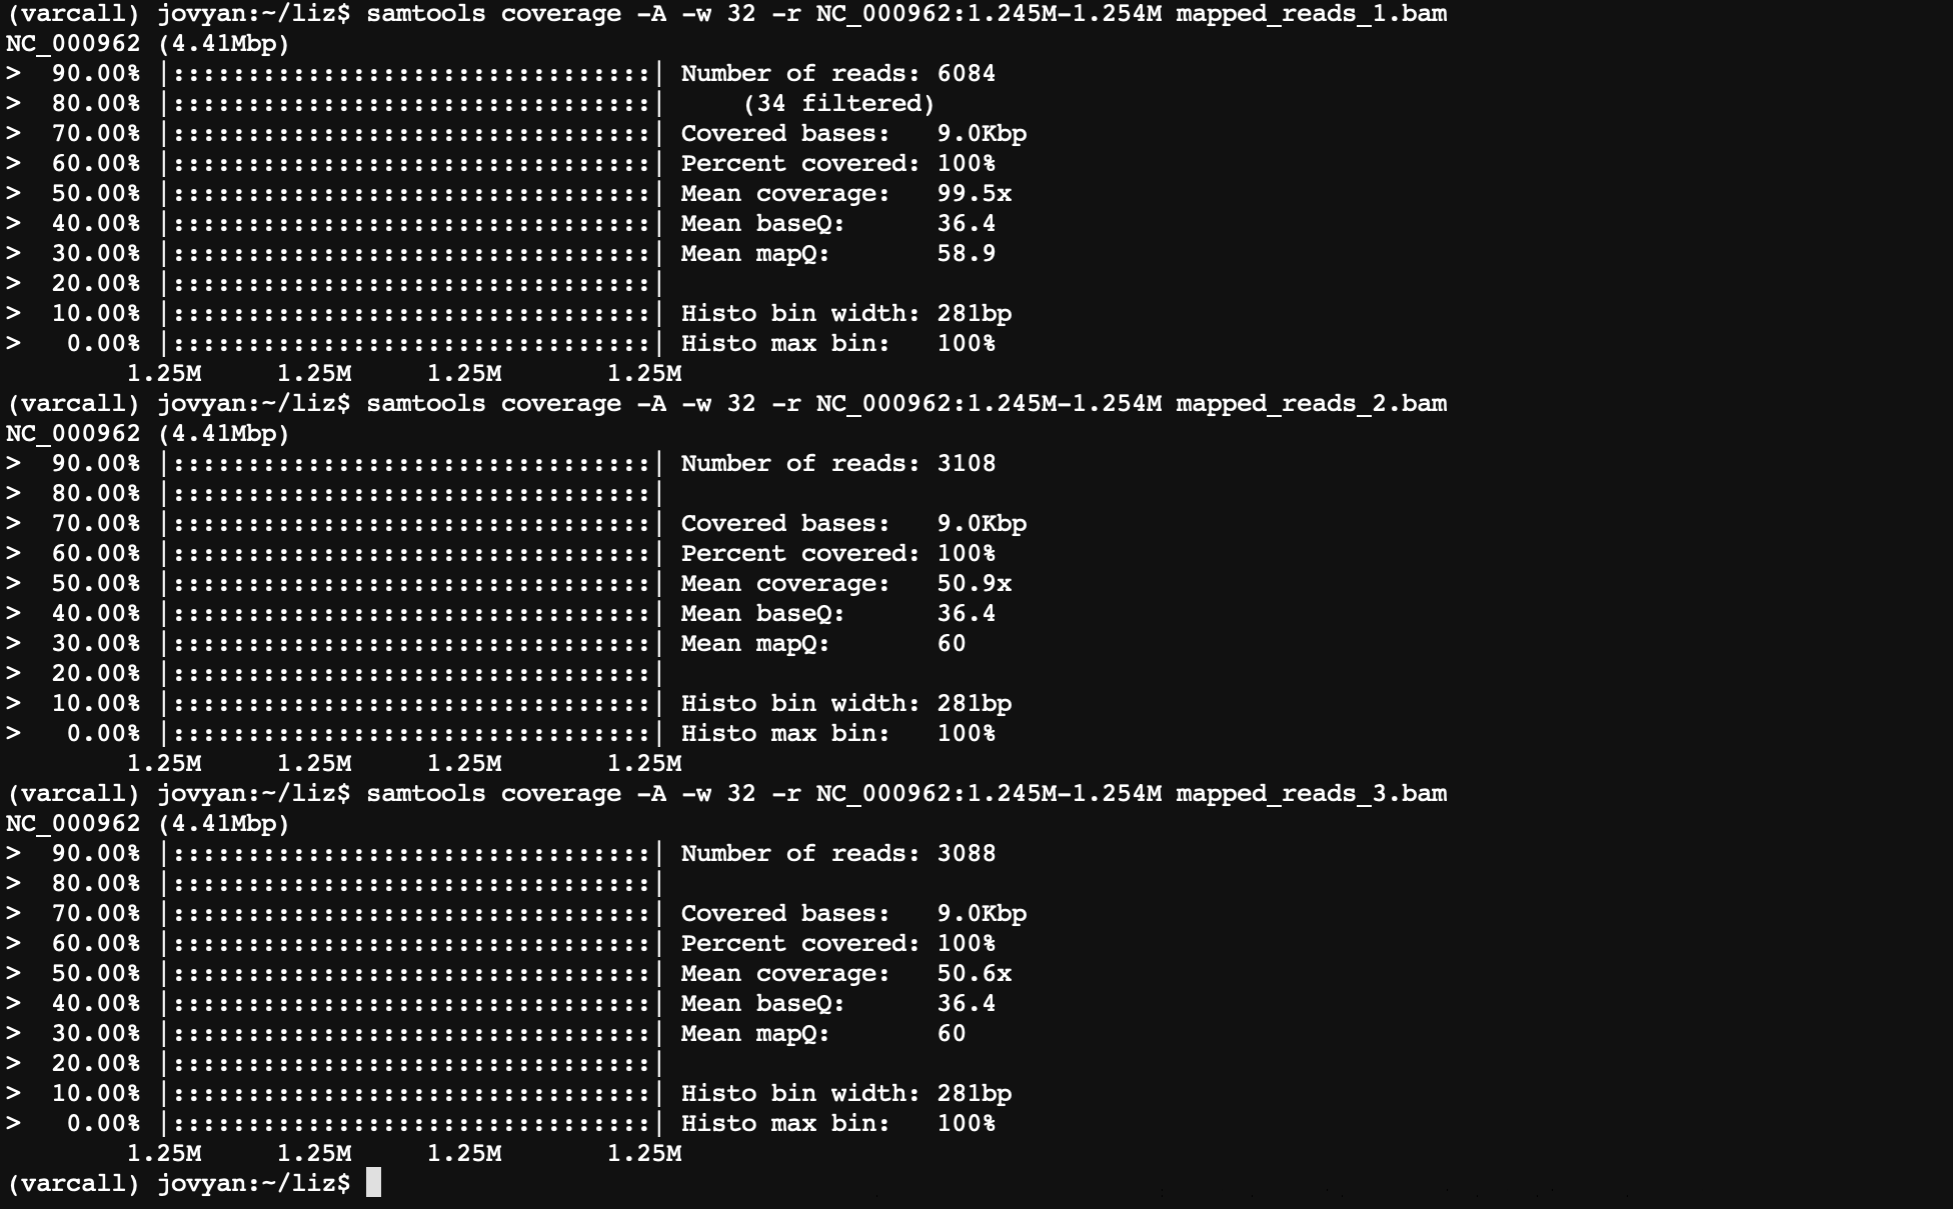 (varcall) jovyan:~/liz$ samtools coverage -A -w 32 -r NC_000962:1.245M-1.254M mapped_reads_1.bam
NC_000962 (4.41Mbp)
>  90.00% |::::::::::::::::::::::::::::::::| Number of reads: 6084
>  80.00% |::::::::::::::::::::::::::::::::|     (34 filtered)
>  70.00% |::::::::::::::::::::::::::::::::| Covered bases:   9.0Kbp
>  60.00% |::::::::::::::::::::::::::::::::| Percent covered: 100%
>  50.00% |::::::::::::::::::::::::::::::::| Mean coverage:   99.5x
>  40.00% |::::::::::::::::::::::::::::::::| Mean baseQ:      36.4
>  30.00% |::::::::::::::::::::::::::::::::| Mean mapQ:       58.9
>  20.00% |::::::::::::::::::::::::::::::::|
>  10.00% |::::::::::::::::::::::::::::::::| Histo bin width: 281bp
>   0.00% |::::::::::::::::::::::::::::::::| Histo max bin:   100%
        1.25M     1.25M     1.25M       1.25M
(varcall) jovyan:~/liz$ samtools coverage -A -w 32 -r NC_000962:1.245M-1.254M mapped_reads_2.bam
NC_000962 (4.41Mbp)
>  90.00% |::::::::::::::::::::::::::::::::| Number of reads: 3108
>  80.00% |::::::::::::::::::::::::::::::::|
>  70.00% |::::::::::::::::::::::::::::::::| Covered bases:   9.0Kbp
>  60.00% |::::::::::::::::::::::::::::::::| Percent covered: 100%
>  50.00% |::::::::::::::::::::::::::::::::| Mean coverage:   50.9x
>  40.00% |::::::::::::::::::::::::::::::::| Mean baseQ:      36.4
>  30.00% |::::::::::::::::::::::::::::::::| Mean mapQ:       60
>  20.00% |::::::::::::::::::::::::::::::::|
>  10.00% |::::::::::::::::::::::::::::::::| Histo bin width: 281bp
>   0.00% |::::::::::::::::::::::::::::::::| Histo max bin:   100%
        1.25M     1.25M     1.25M       1.25M
(varcall) jovyan:~/liz$ samtools coverage -A -w 32 -r NC_000962:1.245M-1.254M mapped_reads_3.bam
NC_000962 (4.41Mbp)
>  90.00% |::::::::::::::::::::::::::::::::| Number of reads: 3088
>  80.00% |::::::::::::::::::::::::::::::::|
>  70.00% |::::::::::::::::::::::::::::::::| Covered bases:   9.0Kbp
>  60.00% |::::::::::::::::::::::::::::::::| Percent covered: 100%
>  50.00% |::::::::::::::::::::::::::::::::| Mean coverage:   50.6x
>  40.00% |::::::::::::::::::::::::::::::::| Mean baseQ:      36.4
>  30.00% |::::::::::::::::::::::::::::::::| Mean mapQ:       60
>  20.00% |::::::::::::::::::::::::::::::::|
>  10.00% |::::::::::::::::::::::::::::::::| Histo bin width: 281bp
>   0.00% |::::::::::::::::::::::::::::::::| Histo max bin:   100%
        1.25M     1.25M     1.25M       1.25M
(varcall) jovyan:~/liz$